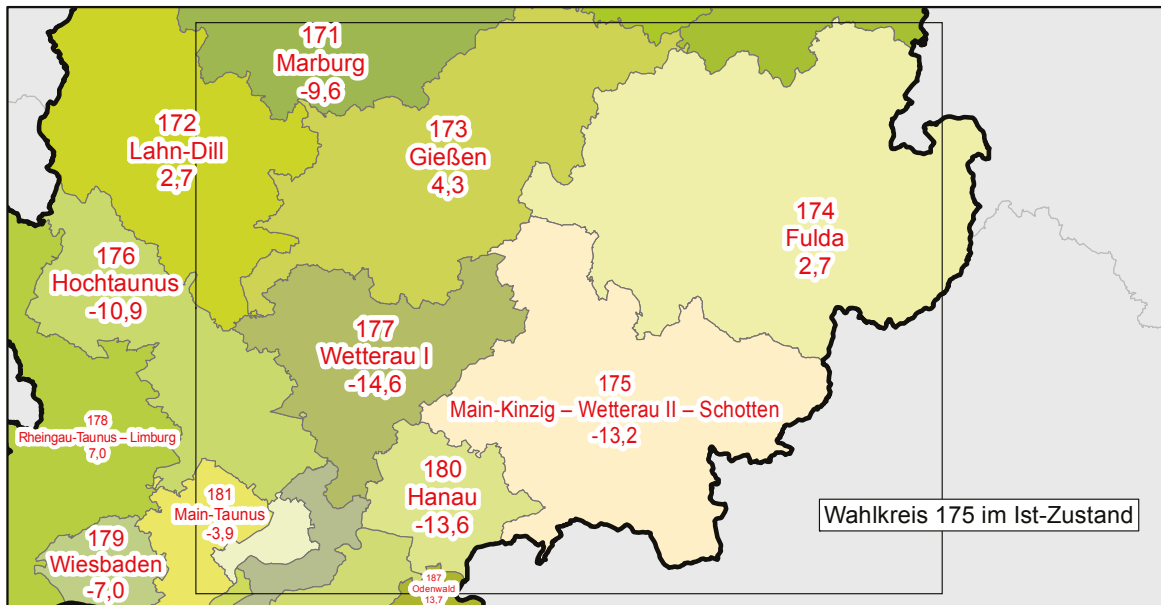 171
Marburg
-9,6
172
Lahn-Dill
2,7
173
Gießen
4,3
174
Fulda
2,7
176
Hochtaunus
-10,9
177
Wetterau I
-14,6
175
Main-Kinzig – Wetterau II – Schotten
-13,2
178
Rheingau-Taunus – Limburg
7,0
180
Hanau
-13,6
181
Main-Taunus
-3,9
179
Wiesbaden
-7,0
187
Odenwald
13,7
Wahlkreis 175 im Ist-Zustand